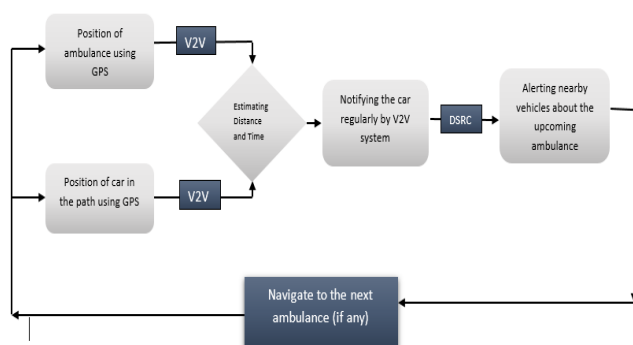 Position of
ambulance using
GPS
V2V
Estimating
Distance
and Time
Notifying the car
regularly by V2V
system
DSRC
Alerting nearby
vehicles about the
upcoming
ambulance
Position of car in
the path using GPS
V2V
Navigate to the next
ambulance (if any)